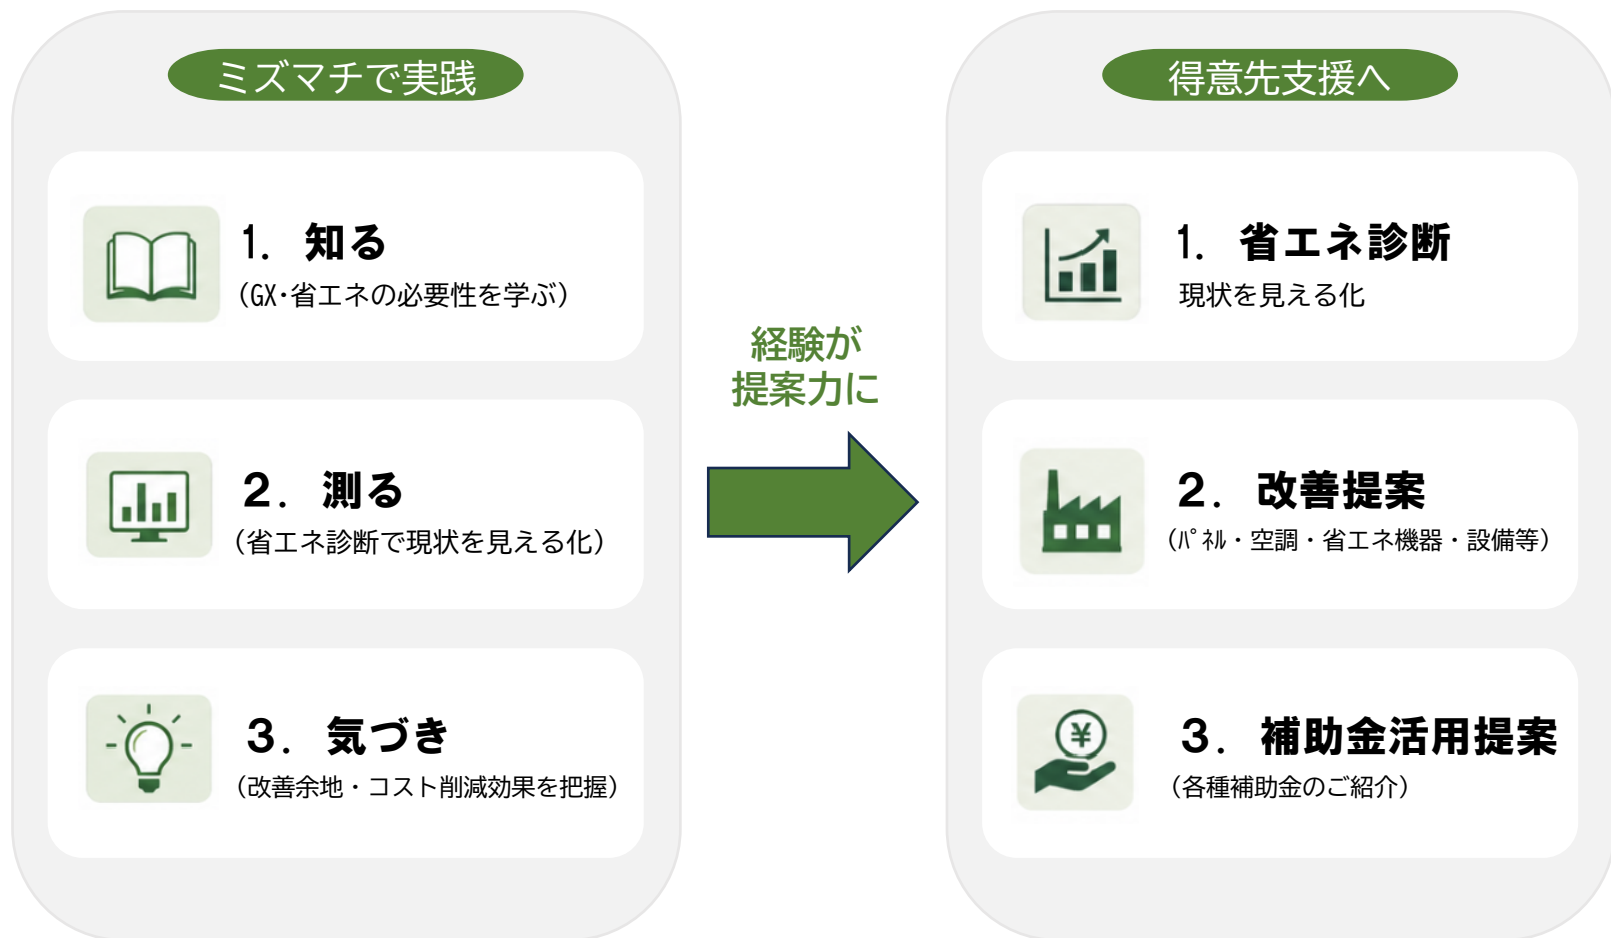 ミズマチで実践
1. 知る
(GX・省エネの必要性を学ぶ)
2. 測る
(省エネ診断で現状を見える化)
3. 気づき
(改善余地・コスト削減効果を把握)
経験が
提案力に
得意先支援へ
1. 省エネ診断
現状を見える化
2. 改善提案
(ﾊﾟﾈﾙ・空調・省エネ機器・設備等)
¥
3. 補助金活用提案
(各種補助金のご紹介)